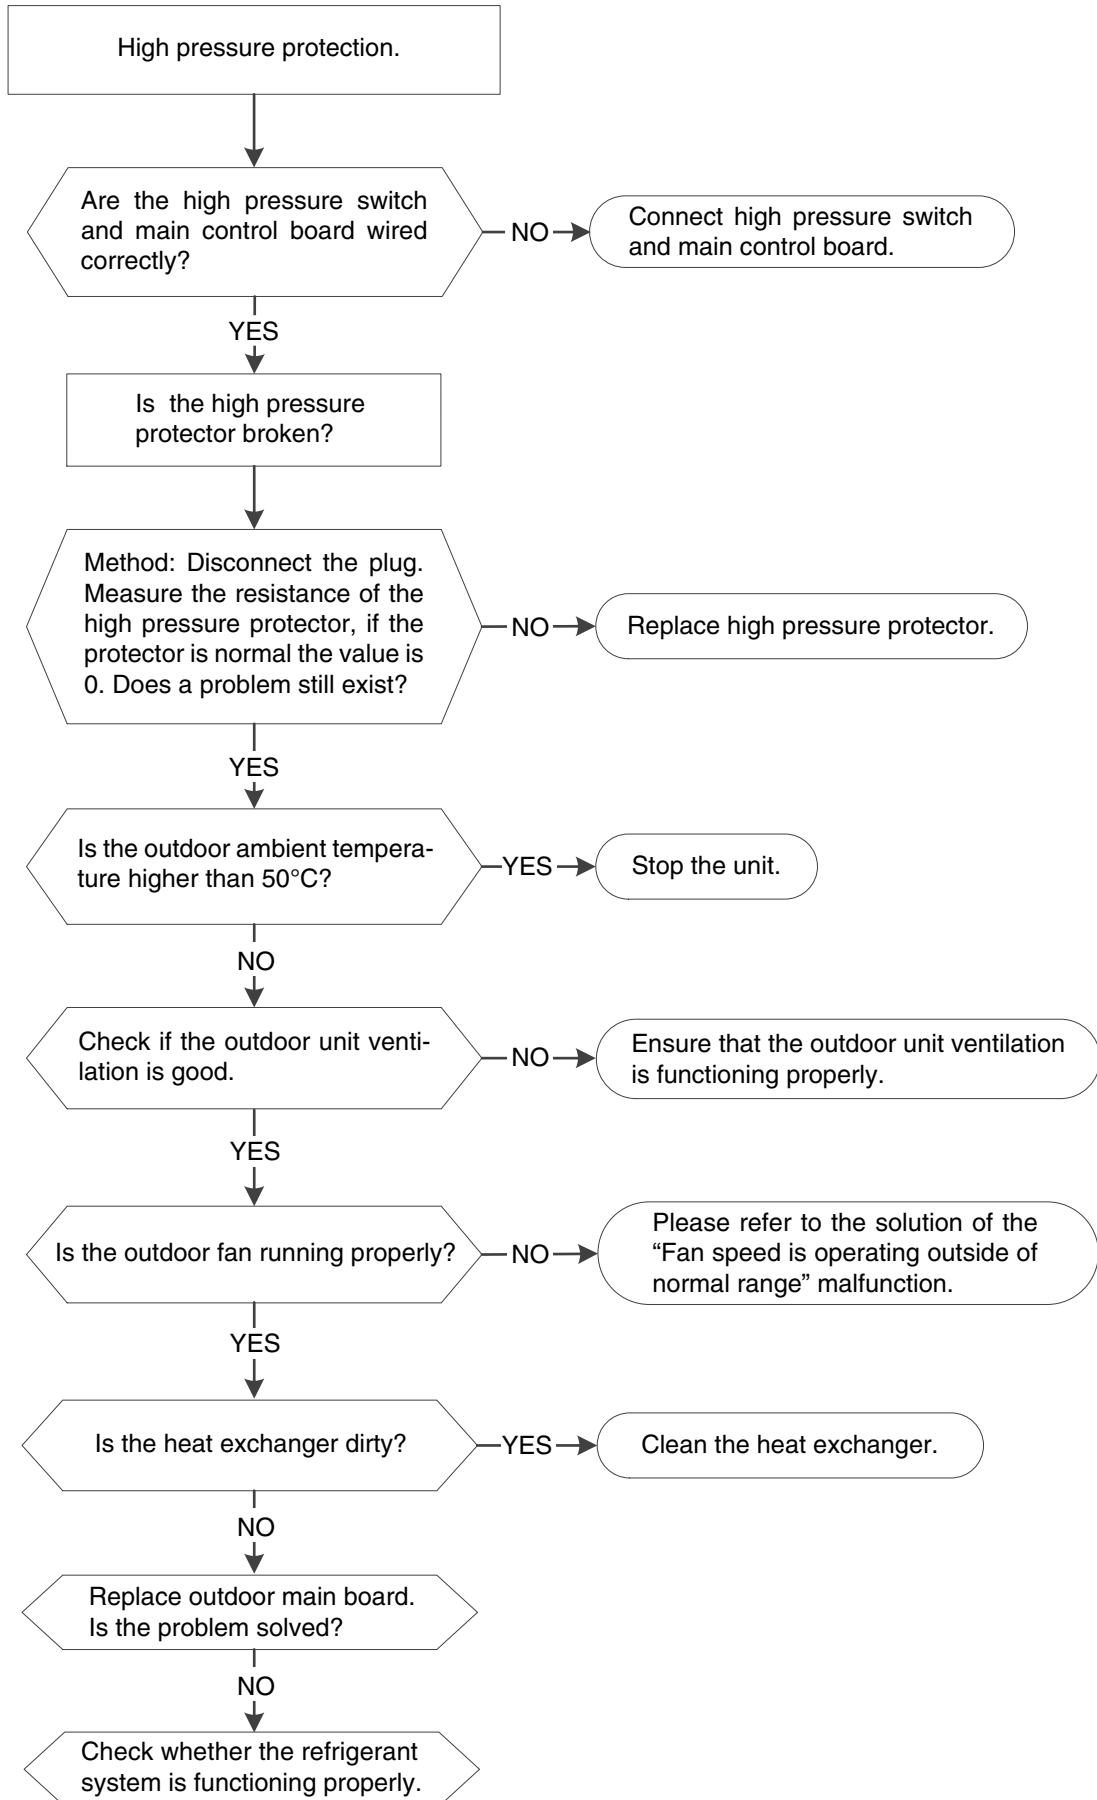 High pressure protection.
Are the high pressure switch
and main control board wired
correctly?
NO
Connect high pressure switch
and main control board.
YES
Is the high pressure
protector broken?
Method: Disconnect the plug.
Measure the resistance of the
high pressure protector, if the
protector is normal the value is
0. Does a problem still exist?
NO
Replace high pressure protector.
YES
Is the outdoor ambient tempera-
ture higher than 50°C?
YES
Stop the unit.
NO
Check if the outdoor unit venti-
lation is good.
NO
Ensure that the outdoor unit ventilation
is functioning properly.
YES
Is the outdoor fan running properly?
NO
Please refer to the solution of the
“Fan speed is operating outside of
normal range” malfunction.
YES
Is the heat exchanger dirty?
YES
Clean the heat exchanger.
NO
Replace outdoor main board.
Is the problem solved?
NO
Check whether the refrigerant
system is functioning properly.